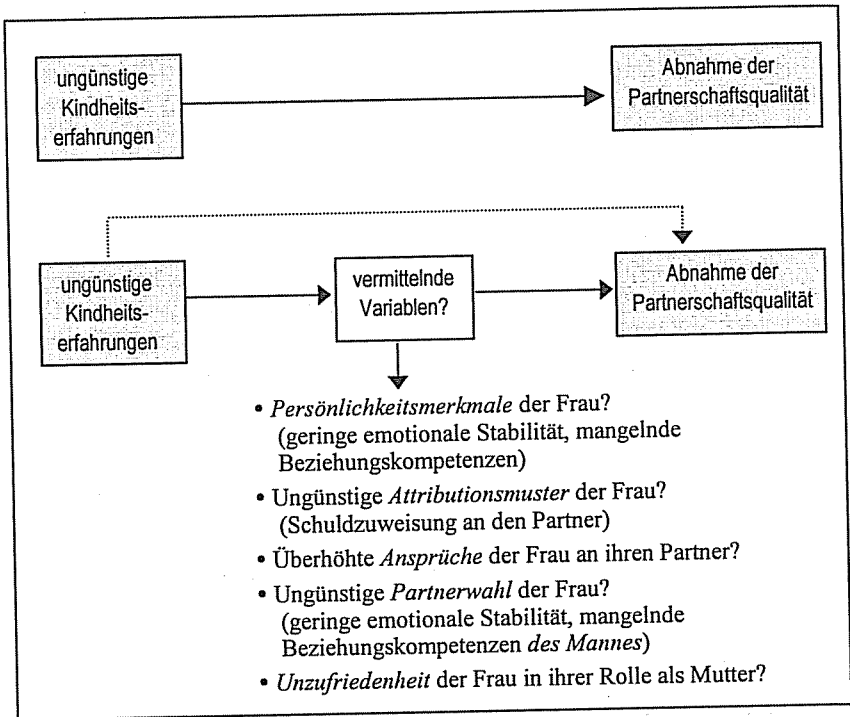 ungünstige
Kindheits-
erfahrungen
Abnahme der
Partnerschaftsqualität
ungünstige
Kindheits-
erfahrungen
vermittelnde
Variablen?
Abnahme der
Partnerschaftsqualität
• Persönlichkeitsmerkmale der Frau?
(geringe emotionale Stabilität, mangelnde
Beziehungskompetenzen)
• Ungünstige Attributionsmuster der Frau?
(Schuldzuweisung an den Partner)
• Überhöhte Ansprüche der Frau an ihren Partner?
• Ungünstige Partnerwahl der Frau?
(geringe emotionale Stabilität, mangelnde
Beziehungskompetenzen des Mannes)
• Unzufriedenheit der Frau in ihrer Rolle als Mutter?